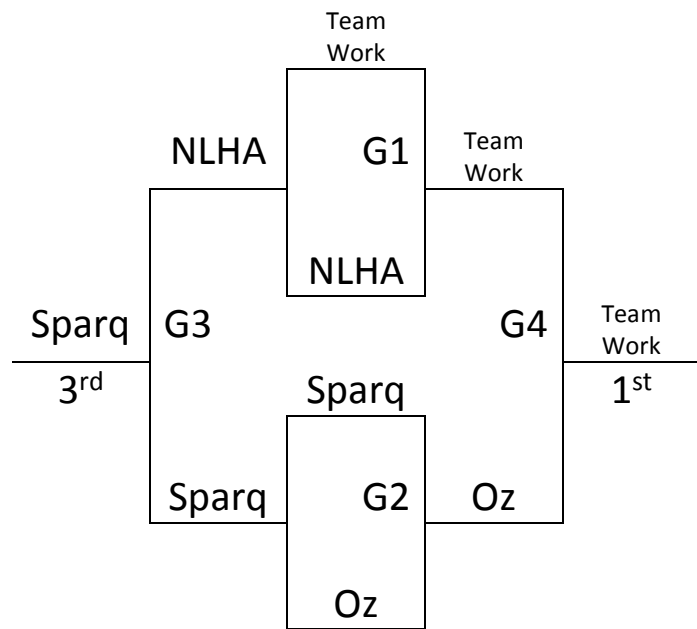 Team
Work
NLHA
G1
Team
Work
NLHA
Sparq
G3
G4
Team
Work
3rd
1st
Sparq
Sparq
G2
Oz
Oz